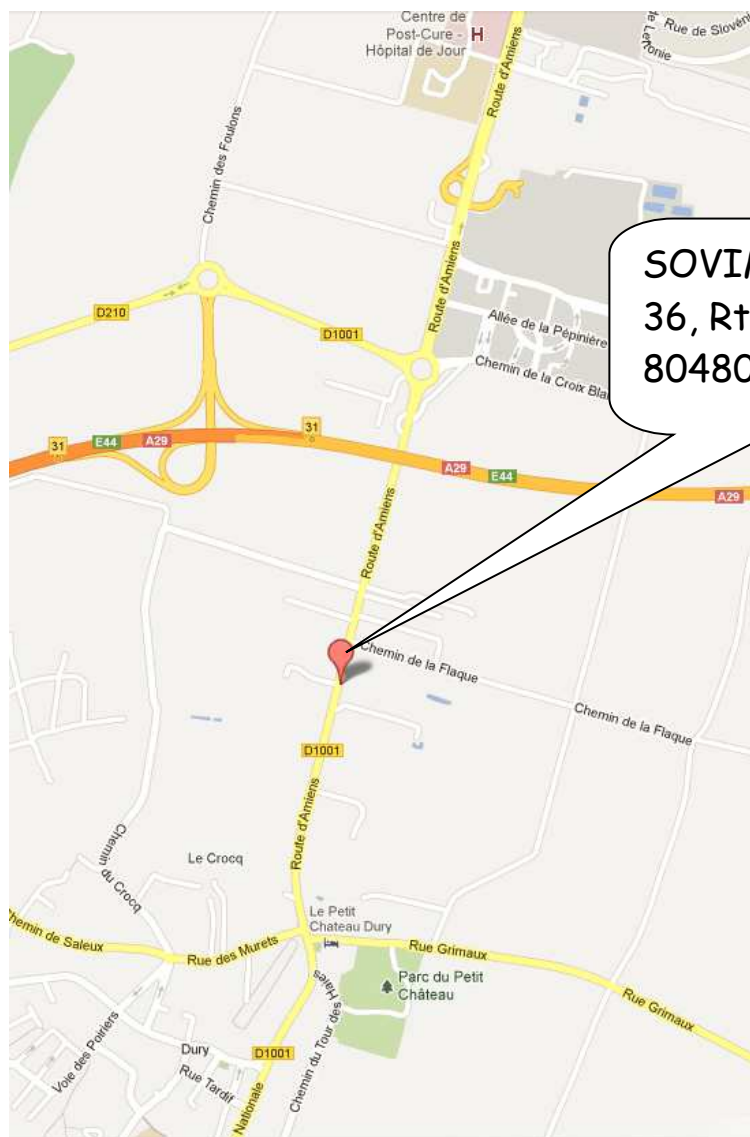 Centre de
Post-Cure -
Hôpital de Jour
H
Rue de
Route d'Amiens
Chemin des Foulons
SOVIM
36, Rt
80480
D210
D1001
Route d'Amiens
Allée de la Pépinière
Chemin de la Croix
31
E44
A29
31
A29
E44
A29
Route d'Amiens
Chemin de la Flaque
Chemin de la Flaque
D1001
Route d'Amiens
Chemin
du Crocq
Le Crocq
Le Petit
Chateau Dury
Chemin de Saleux
Rue des Murets
Rue Grimaux
Parc du Petit
Château
Rue Grimaux
Voie des Poiriers
Dury
Rue Tardif
D1001
Nationale
Chemin du Tour des Haies